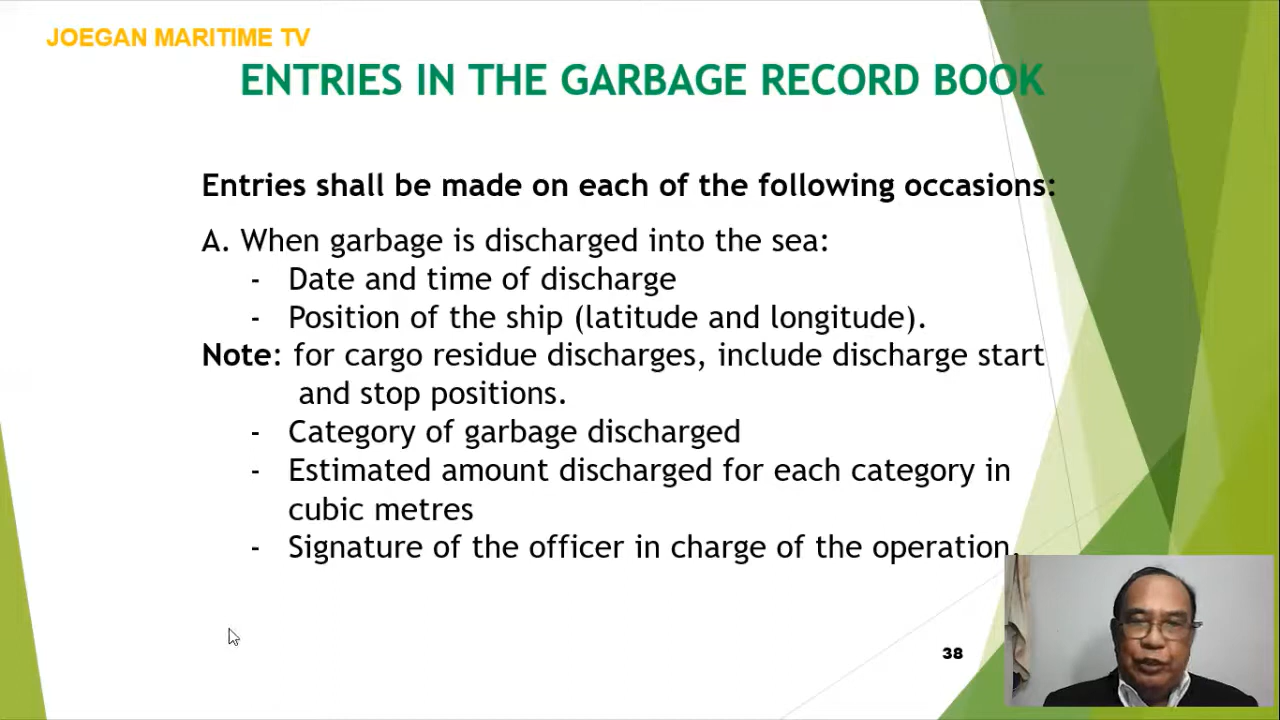 JOEGAN MARITIME TV
ENTRIES IN THE GARBAGE RECORD BOOK
Entries shall be made on each of the following occasions:
A. When garbage is discharged into the sea:
- Date and time of discharge
- Position of the ship (latitude and longitude).
Note: for cargo residue discharges, include discharge start
and stop positions.
- Category of garbage discharged
- Estimated amount discharged for each category in
cubic metres
- Signature of the officer in charge of the operation.
38